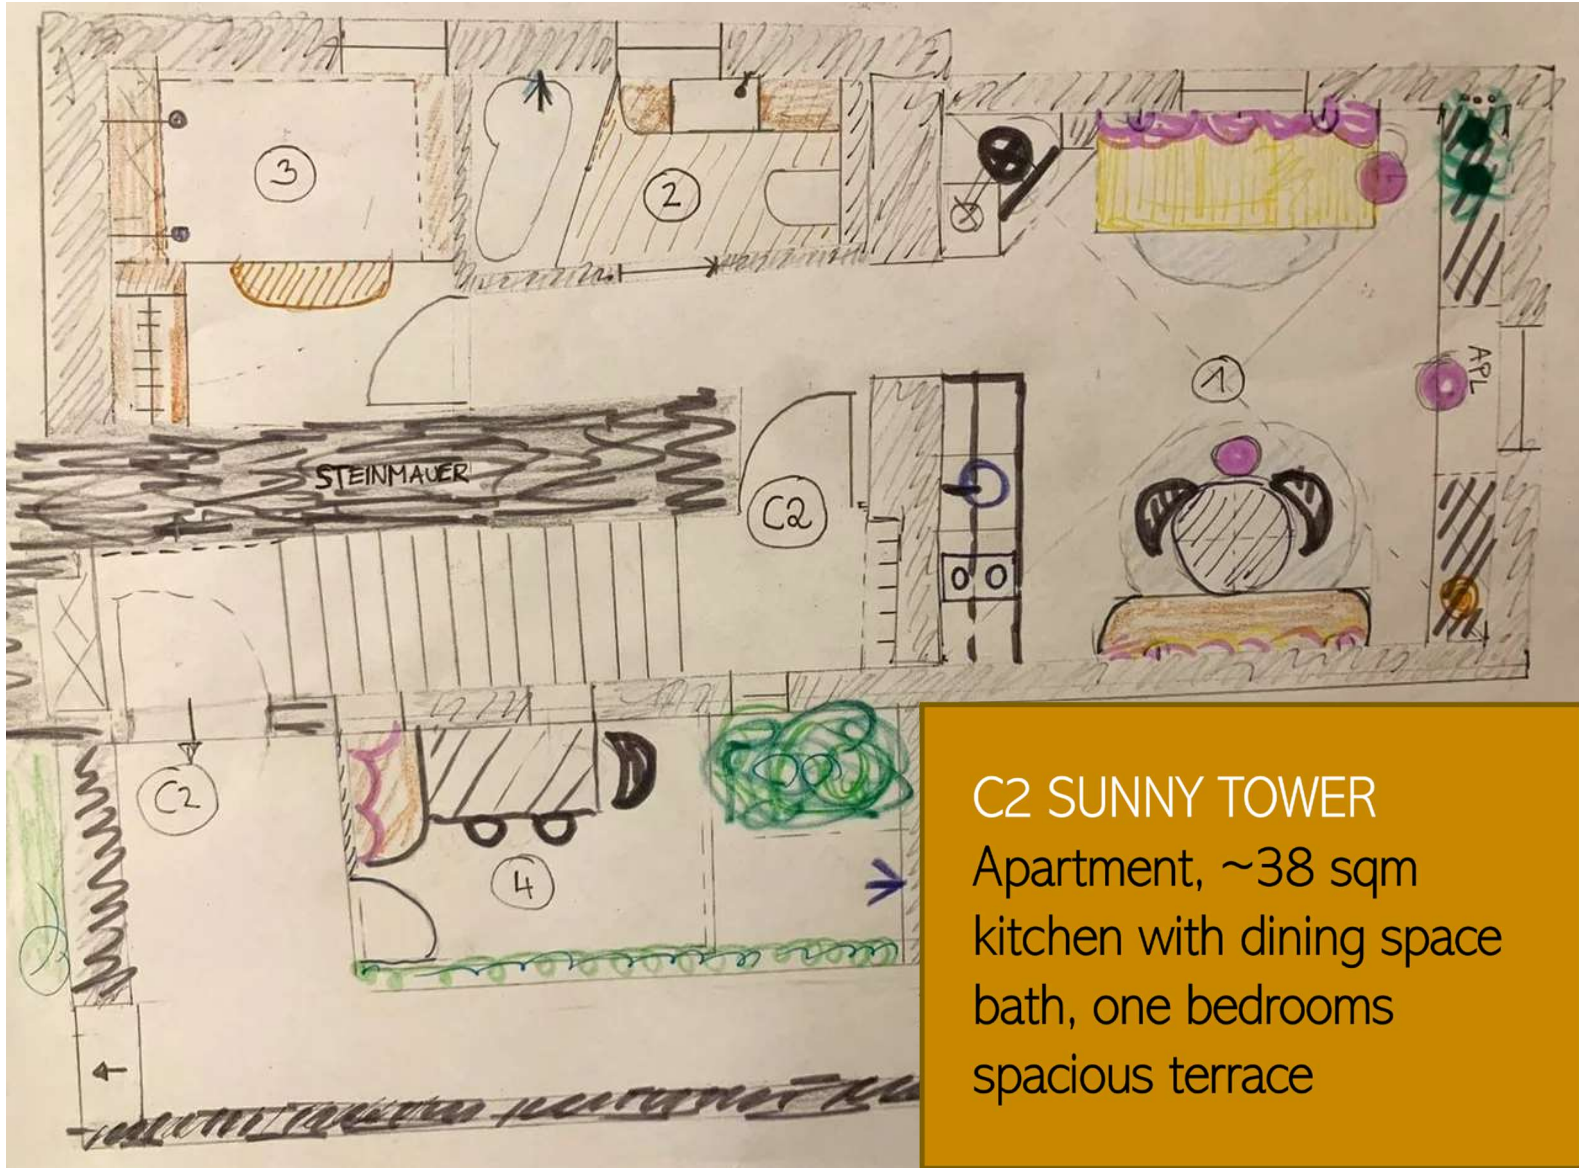 3
2
1
APL
STEINMAUER
C2
C2
4
C2 SUNNY TOWER
Apartment, ~38 sqm
kitchen with dining space
bath, one bedrooms
spacious terrace